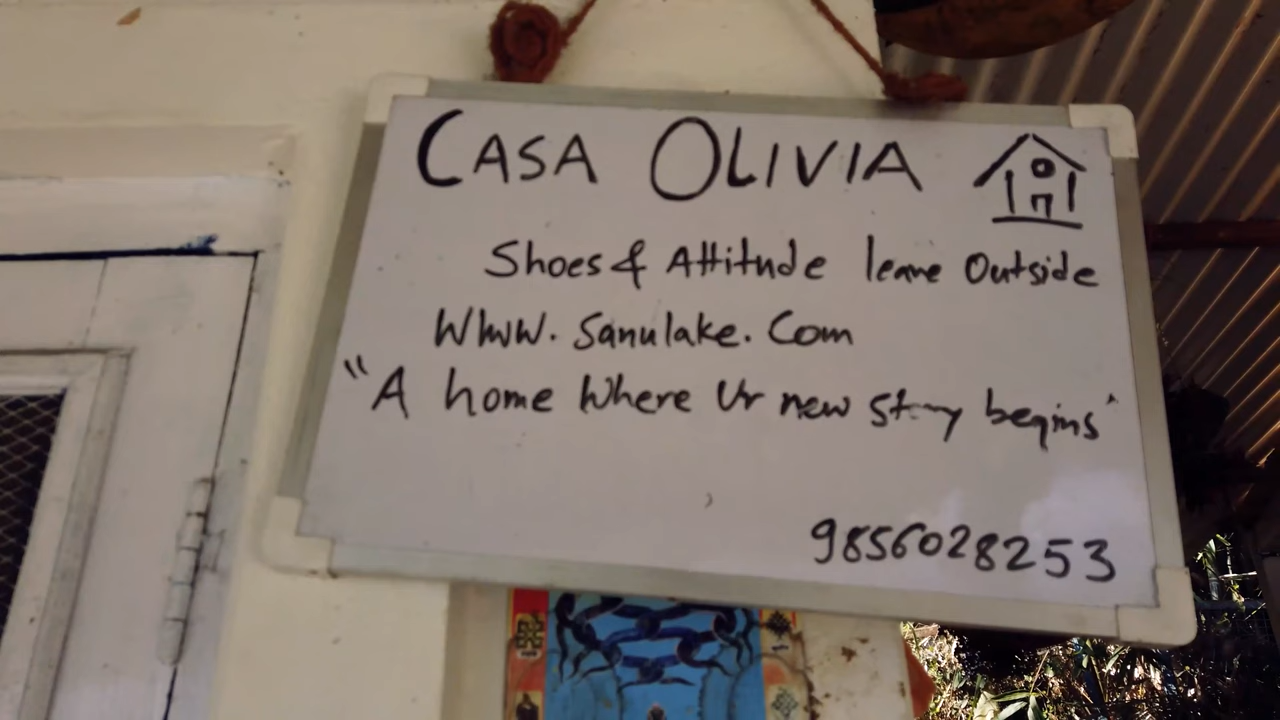 CASA OLIVIA
Shoes & Attitude leave Outside
Www.Sanulake.Com
"A home Where Ur new story begins"
9856028253